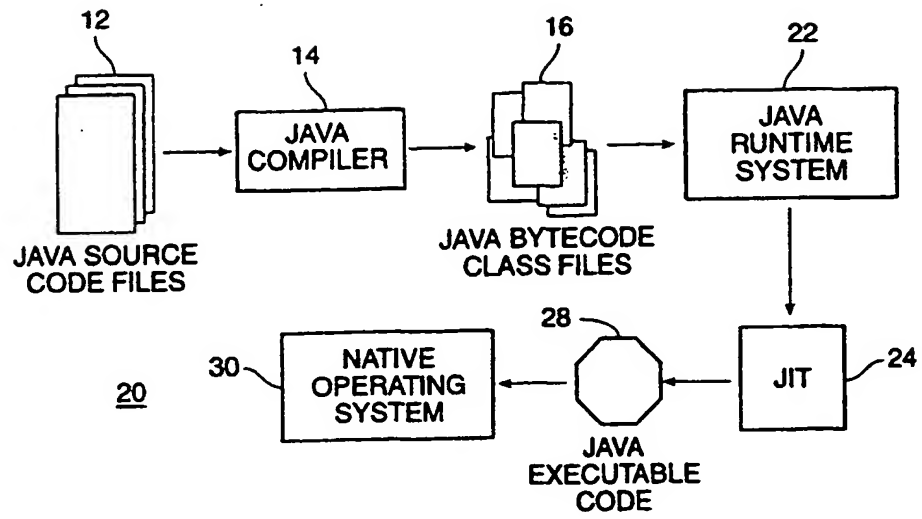 12
14
16
22
JAVA
COMPILER
JAVA
RUNTIME
SYSTEM
JAVA SOURCE
CODE FILES
JAVA BYTECODE
CLASS FILES
28
30
NATIVE
OPERATING
SYSTEM
JIT
24
20
JAVA
EXECUTABLE
CODE